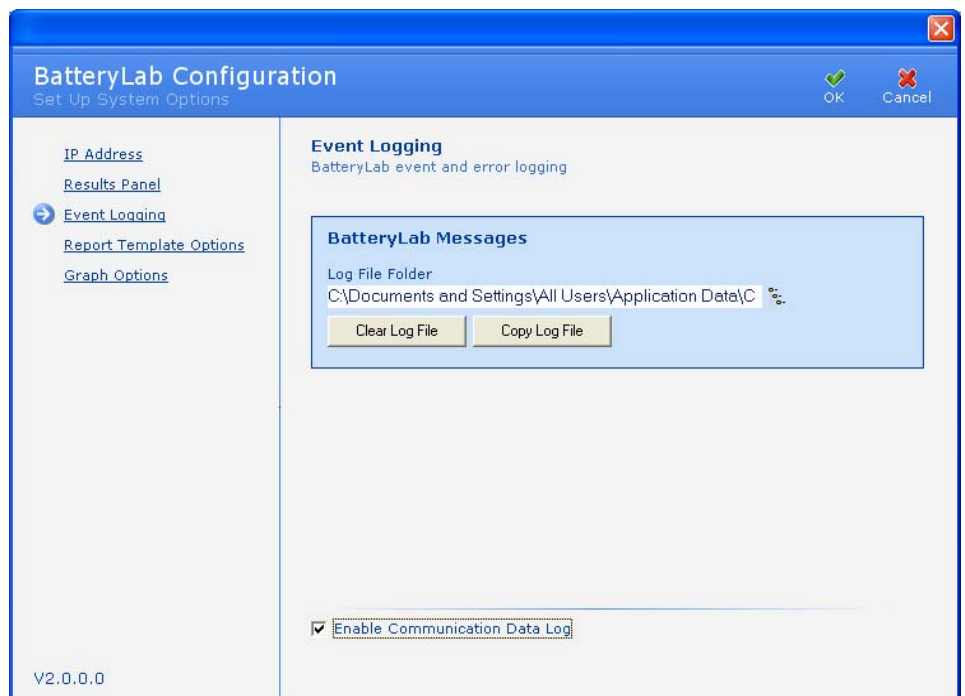 BatteryLab Configuration
Set Up System Options
OK
Cancel
IP Address
Results Panel
Event Logging
Report Template Options
Graph Options
Event Logging
BatteryLab event and error logging
BatteryLab Messages
Log File Folder
C:\Documents and Settings\All Users\Application Data\C
Clear Log File
Copy Log File
Enable Communication Data Log
V2.0.0.0